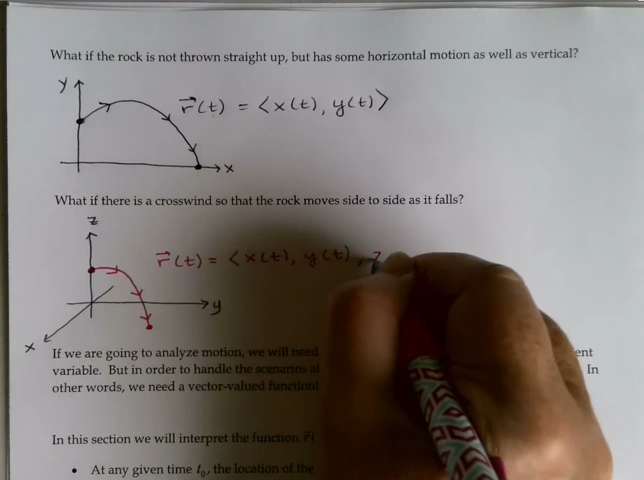 What if the rock is not thrown straight up, but has some horizontal motion as well as vertical?
y
r⃗(t) = ⟨x(t), y(t)⟩
x
What if there is a crosswind so that the rock moves side to side as it falls?
z
r⃗(t) = ⟨x(t), y(t), z
y
x
If we are going to analyze motion, we will need ent
variable. But in order to handle the scenarios In
other words, we need a vector-valued function
In this section we will interpret the function r⃗
• At any given time t₀, the location of the